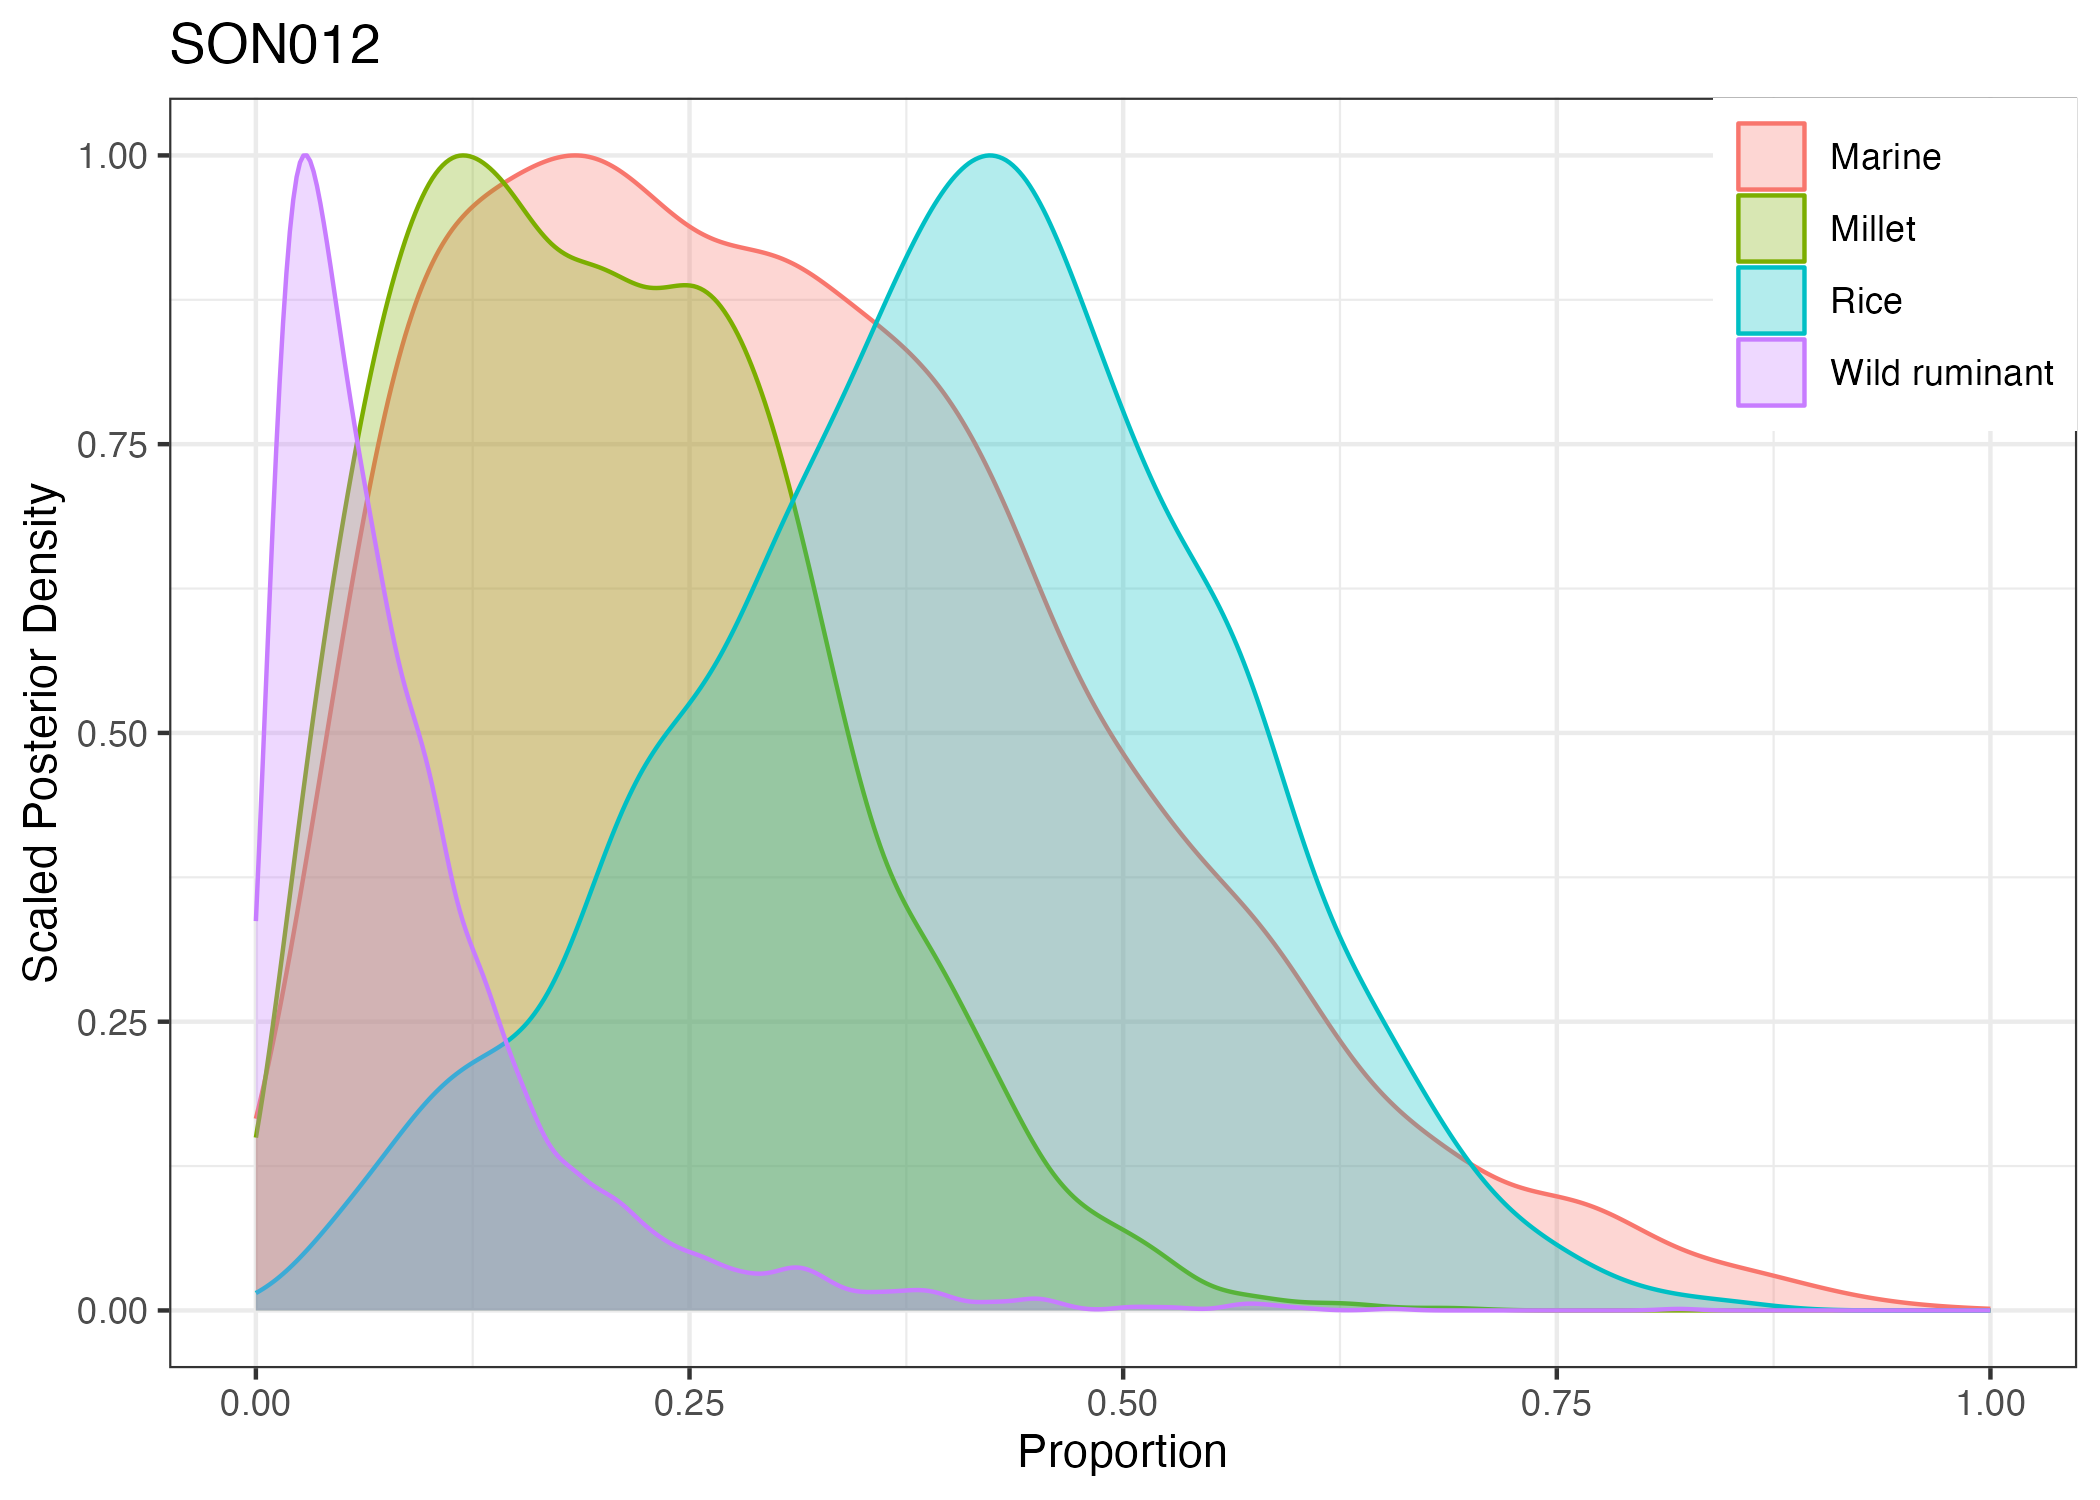 SON012
Marine
Millet
Rice
Wild ruminant
Scaled Posterior Density
1.00
0.75
0.50
0.25
0.00
0.00 0.25 0.50 0.75 1.00
Proportion